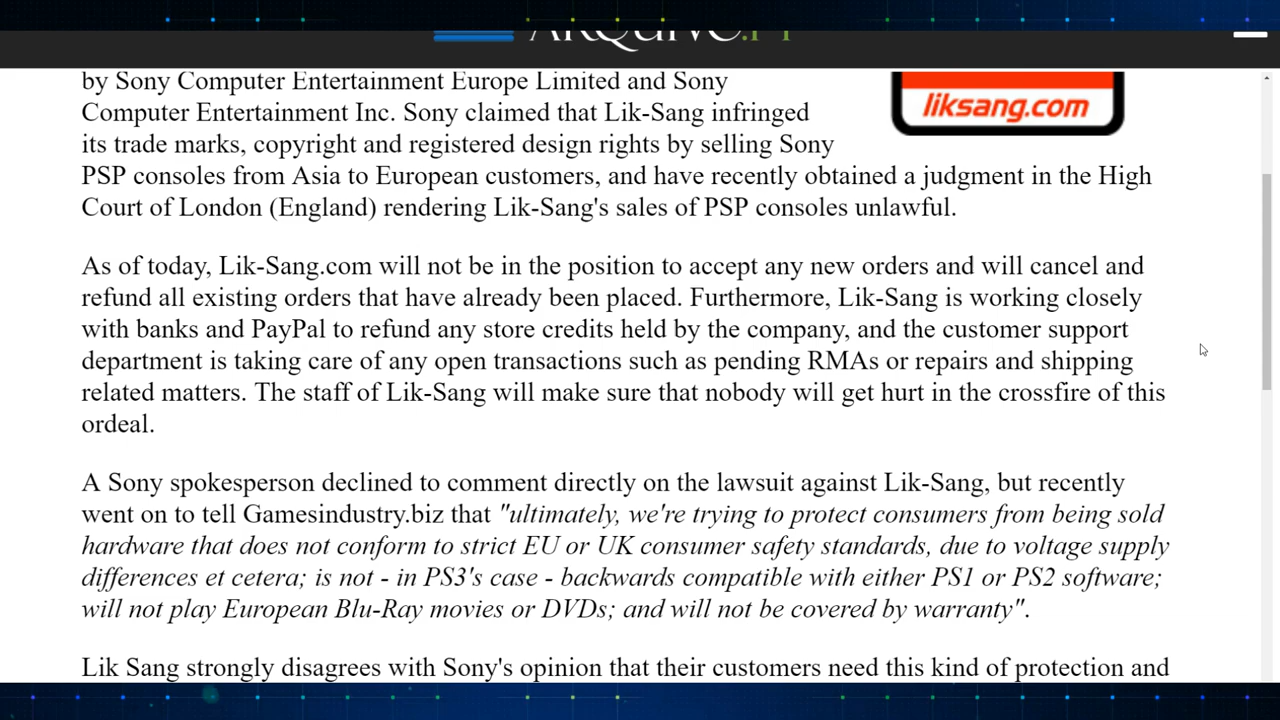 ARQUIVO.PT
by Sony Computer Entertainment Europe Limited and Sony
Computer Entertainment Inc. Sony claimed that Lik-Sang infringed
its trade marks, copyright and registered design rights by selling Sony
PSP consoles from Asia to European customers, and have recently obtained a judgment in the High
Court of London (England) rendering Lik-Sang's sales of PSP consoles unlawful.
liksang.com
As of today, Lik-Sang.com will not be in the position to accept any new orders and will cancel and
refund all existing orders that have already been placed. Furthermore, Lik-Sang is working closely
with banks and PayPal to refund any store credits held by the company, and the customer support
department is taking care of any open transactions such as pending RMAs or repairs and shipping
related matters. The staff of Lik-Sang will make sure that nobody will get hurt in the crossfire of this
ordeal.
A Sony spokesperson declined to comment directly on the lawsuit against Lik-Sang, but recently
went on to tell Gamesindustry.biz that "ultimately, we're trying to protect consumers from being sold
hardware that does not conform to strict EU or UK consumer safety standards, due to voltage supply
differences et cetera; is not - in PS3's case - backwards compatible with either PS1 or PS2 software;
will not play European Blu-Ray movies or DVDs; and will not be covered by warranty".
Lik Sang strongly disagrees with Sony's opinion that their customers need this kind of protection and